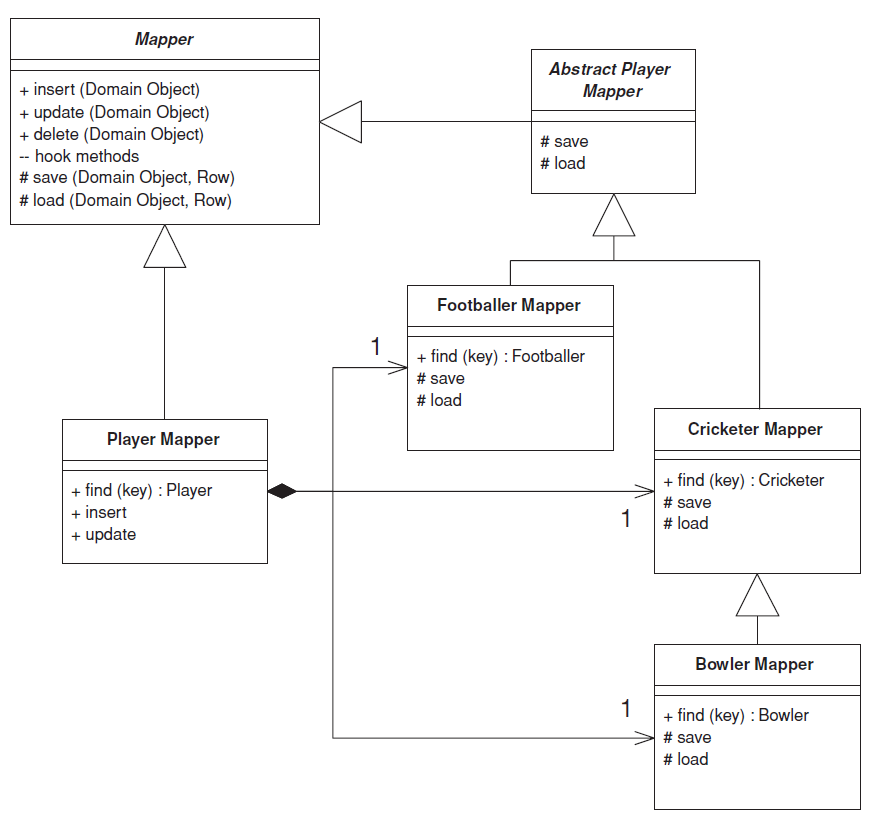 Mapper
+ insert (Domain Object)
+ update (Domain Object)
+ delete (Domain Object)
-- hook methods
# save (Domain Object, Row)
# load (Domain Object, Row)
Abstract Player
Mapper
# save
# load
Footballer Mapper
+ find (key) : Footballer
# save
# load
1
Player Mapper
+ find (key) : Player
+ insert
+ update
Cricketer Mapper
+ find (key) : Cricketer
# save
# load
1
Bowler Mapper
+ find (key) : Bowler
# save
# load
1